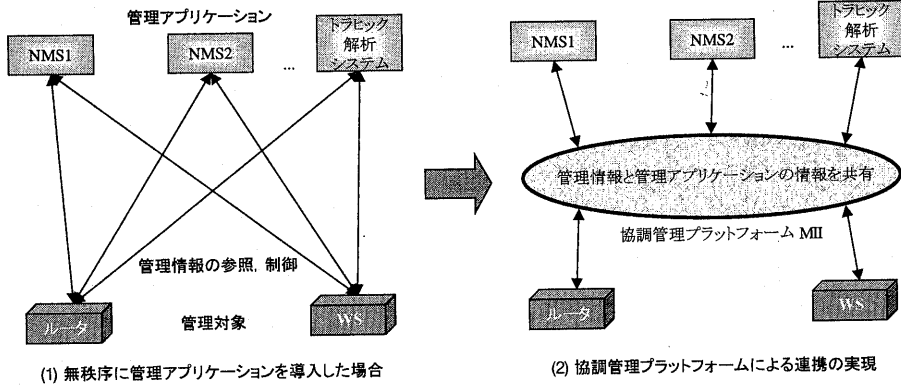 管理アプリケーション
NMS1
NMS2
...
トラヒック
解析
システム
管理情報の参照, 制御
ルータ
管理対象
WS
(1) 無秩序に管理アプリケーションを導入した場合
NMS1
NMS2
...
トラヒック
解析
システム
管理情報と管理アプリケーションの情報を共有
協調管理プラットフォーム MII
ルータ
WS
(2) 協調管理プラットフォームによる連携の実現